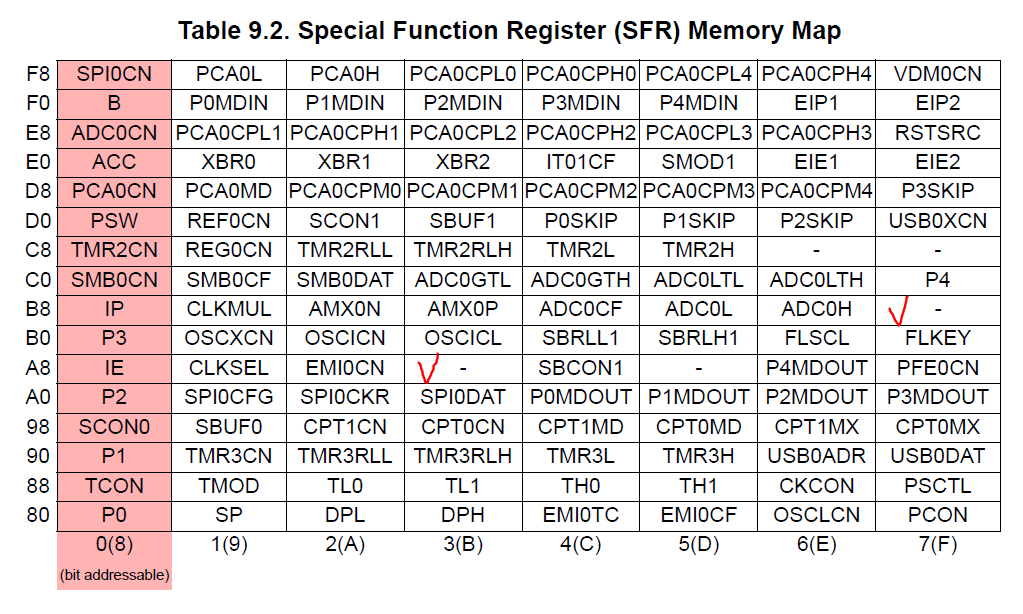 Table 9.2. Special Function Register (SFR) Memory Map
F8 SPI0CN PCA0L PCA0H PCA0CPL0 PCA0CPH0 PCA0CPL4 PCA0CPH4 VDM0CN
F0 B P0MDIN P1MDIN P2MDIN P3MDIN P4MDIN EIP1 EIP2
E8 ADC0CN PCA0CPL1 PCA0CPH1 PCA0CPL2 PCA0CPH2 PCA0CPL3 PCA0CPH3 RSTSRC
E0 ACC XBR0 XBR1 XBR2 IT01CF SMOD1 EIE1 EIE2
D8 PCA0CN PCA0MD PCA0CPM0 PCA0CPM1 PCA0CPM2 PCA0CPM3 PCA0CPM4 P3SKIP
D0 PSW REF0CN SCON1 SBUF1 P0SKIP P1SKIP P2SKIP USB0XCN
C8 TMR2CN REG0CN TMR2RLL TMR2RLH TMR2L TMR2H - -
C0 SMB0CN SMB0CF SMB0DAT ADC0GTL ADC0GTH ADC0LTL ADC0LTH P4
B8 IP CLKMUL AMX0N AMX0P ADC0CF ADC0L ADC0H -
B0 P3 OSCXCN OSCICN OSCICL SBRLL1 SBRLH1 FLSCL FLKEY
A8 IE CLKSEL EMI0CN - SBCON1 - P4MDOUT PFE0CN
A0 P2 SPI0CFG SPI0CKR SPI0DAT P0MDOUT P1MDOUT P2MDOUT P3MDOUT
98 SCON0 SBUF0 CPT1CN CPT0CN CPT1MD CPT0MD CPT1MX CPT0MX
90 P1 TMR3CN TMR3RLL TMR3RLH TMR3L TMR3H USB0ADR USB0DAT
88 TCON TMOD TL0 TL1 TH0 TH1 CKCON PSCTL
80 P0 SP DPL DPH EMI0TC EMI0CF OSCLCN PCON
0(8) 1(9) 2(A) 3(B) 4(C) 5(D) 6(E) 7(F)
(bit addressable)